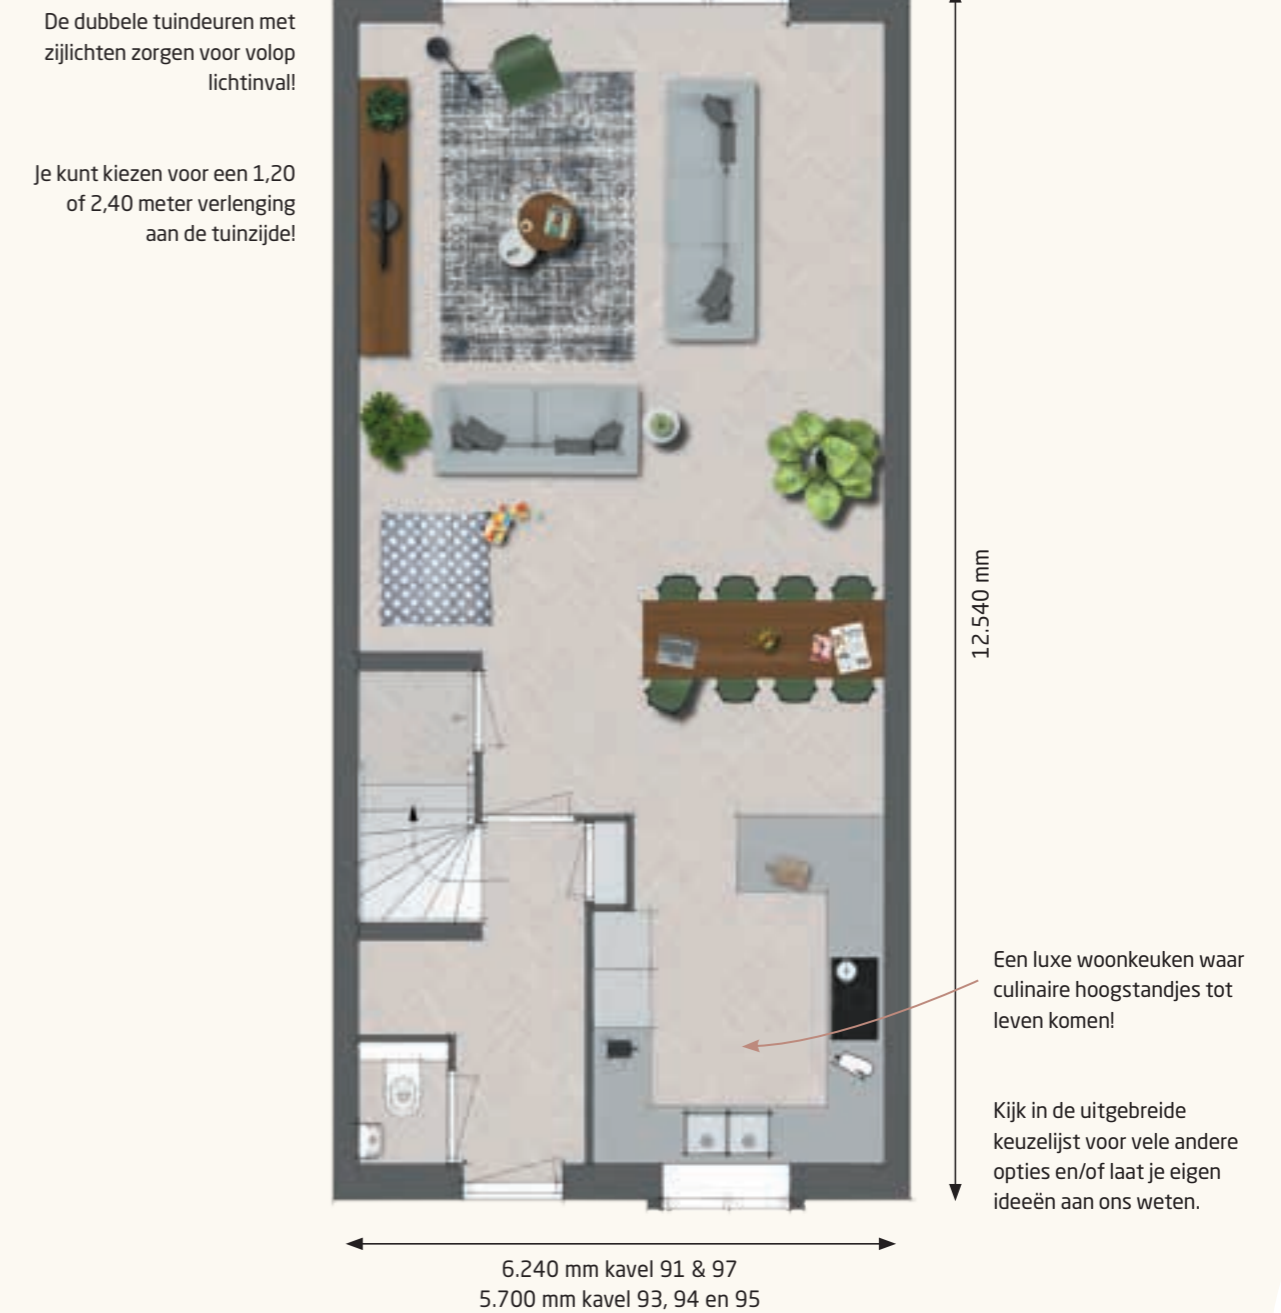 De dubbele tuindeuren met
zijlichten zorgen voor volop
lichtinval!
Je kunt kiezen voor een 1,20
of 2,40 meter verlenging
aan de tuinzijde!
12.540 mm
Een luxe woonkeuken waar
culinaire hoogstandjes tot
leven komen!
Kijk in de uitgebreide
keuzelijst voor vele andere
opties en/of laat je eigen
ideeën aan ons weten.
6.240 mm kavel 91 & 97
5.700 mm kavel 93, 94 en 95